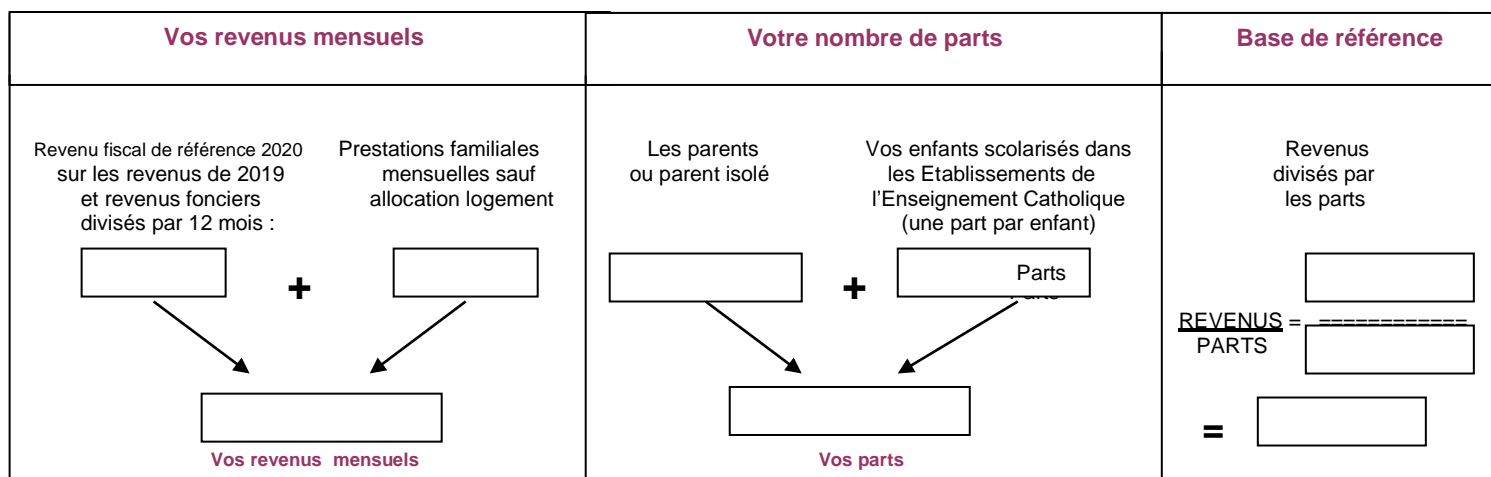 Vos revenus mensuels
Votre nombre de parts
Base de référence
Revenu fiscal de référence 2020
sur les revenus de 2019
et revenus fonciers
divisés par 12 mois :
Prestations familiales
mensuelles sauf
allocation logement
+
Vos revenus mensuels
Les parents
ou parent isolé
Vos enfants scolarisés dans
les Etablissements de
l'Enseignement Catholique
(une part par enfant)
+
Parts
Vos parts
Revenus
divisés par
les parts
REVENUS = ============
PARTS
=